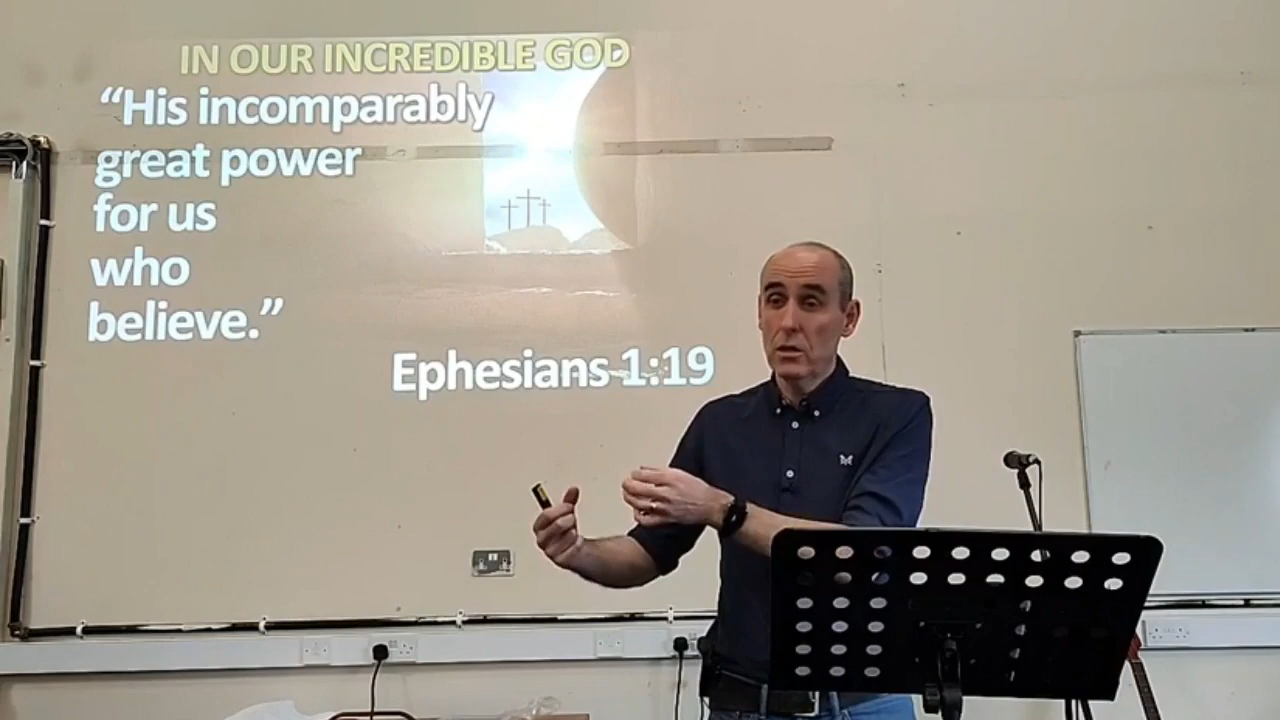 IN OUR INCREDIBLE GOD
“His incomparably
great power
for us
who
believe.”
Ephesians 1:19